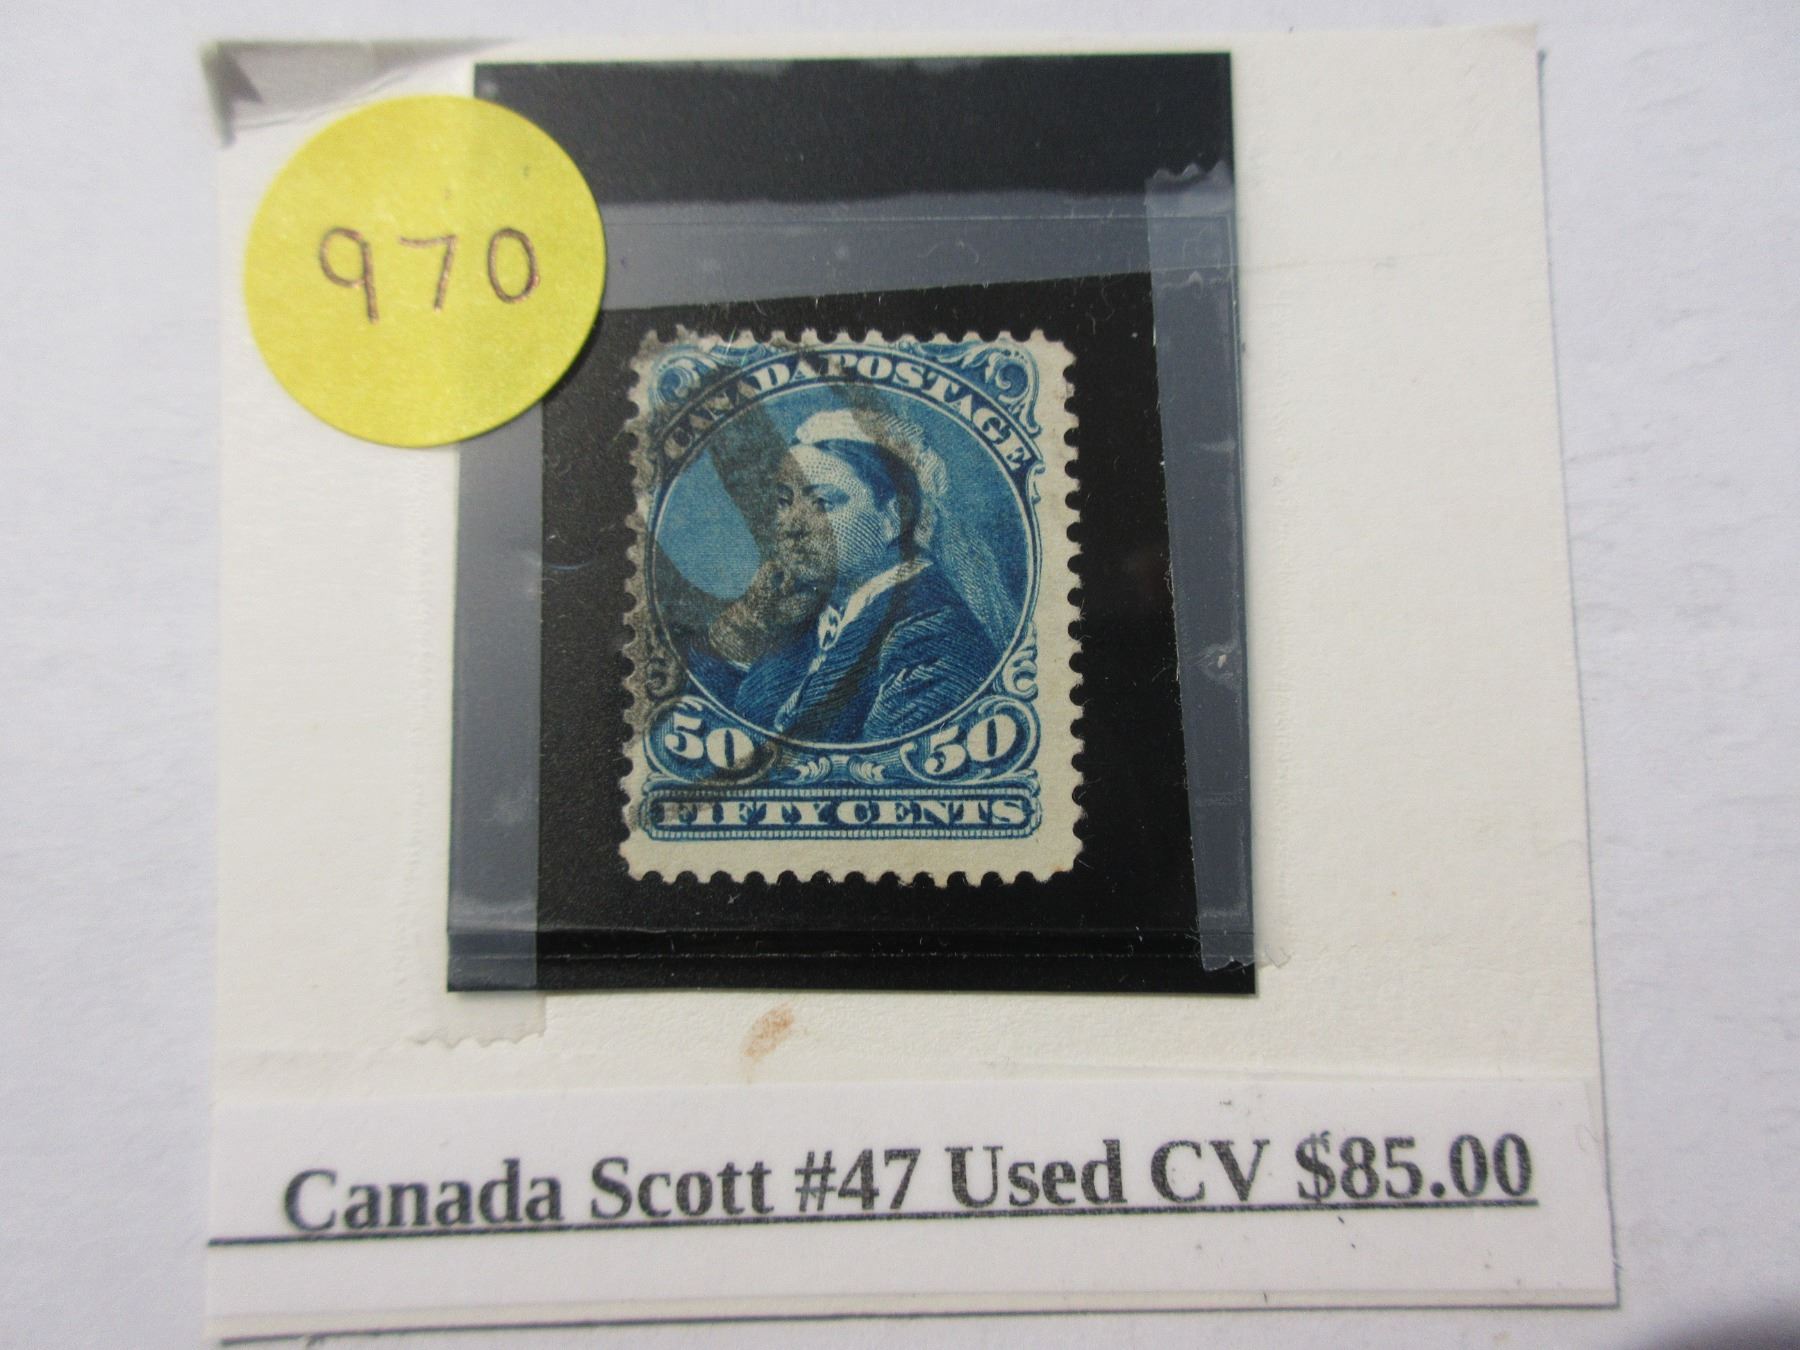 970
CANADA POSTAGE
50 50
FIFTY CENTS
Canada Scott #47 Used CV $85.00